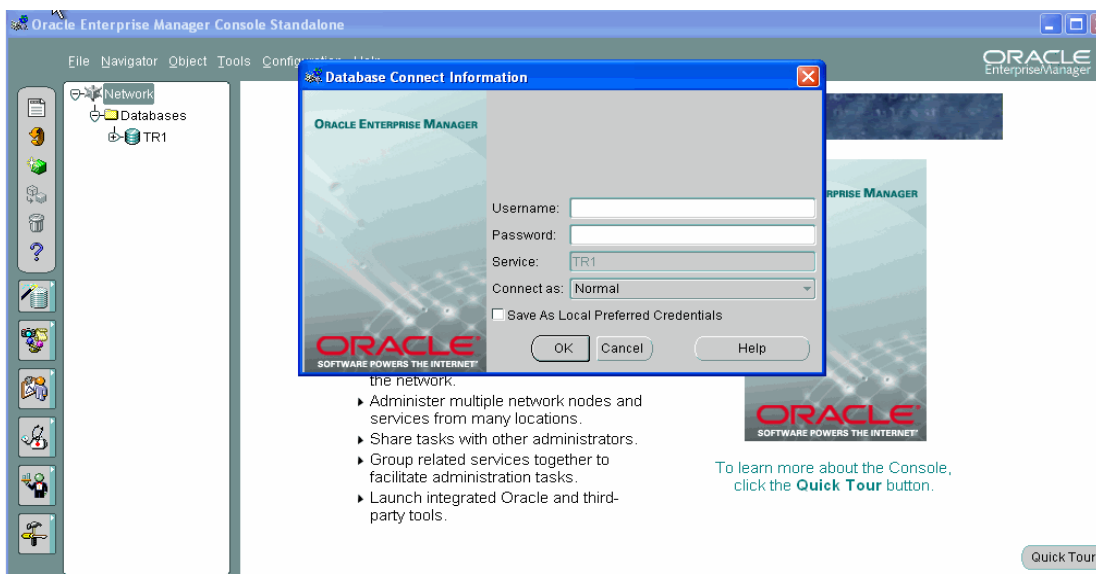 Oracle Enterprise Manager Console Standalone
File Navigator Object Tools
ORACLE
EnterpriseManager
Network
Databases
TR1
Database Connect Information
ORACLE ENTERPRISE MANAGER
Username:
Password:
Service: TR1
Connect as: Normal
Save As Local Preferred Credentials
OK Cancel Help
ORACLE
SOFTWARE POWERS THE INTERNET
MANAGER
the network.
Administer multiple network nodes and
services from many locations.
Share tasks with other administrators.
Group related services together to
facilitate administration tasks.
Launch integrated Oracle and third-
party tools.
ORACLE
SOFTWARE POWERS THE INTERNET
To learn more about the Console,
click the Quick Tour button.
Quick Tour